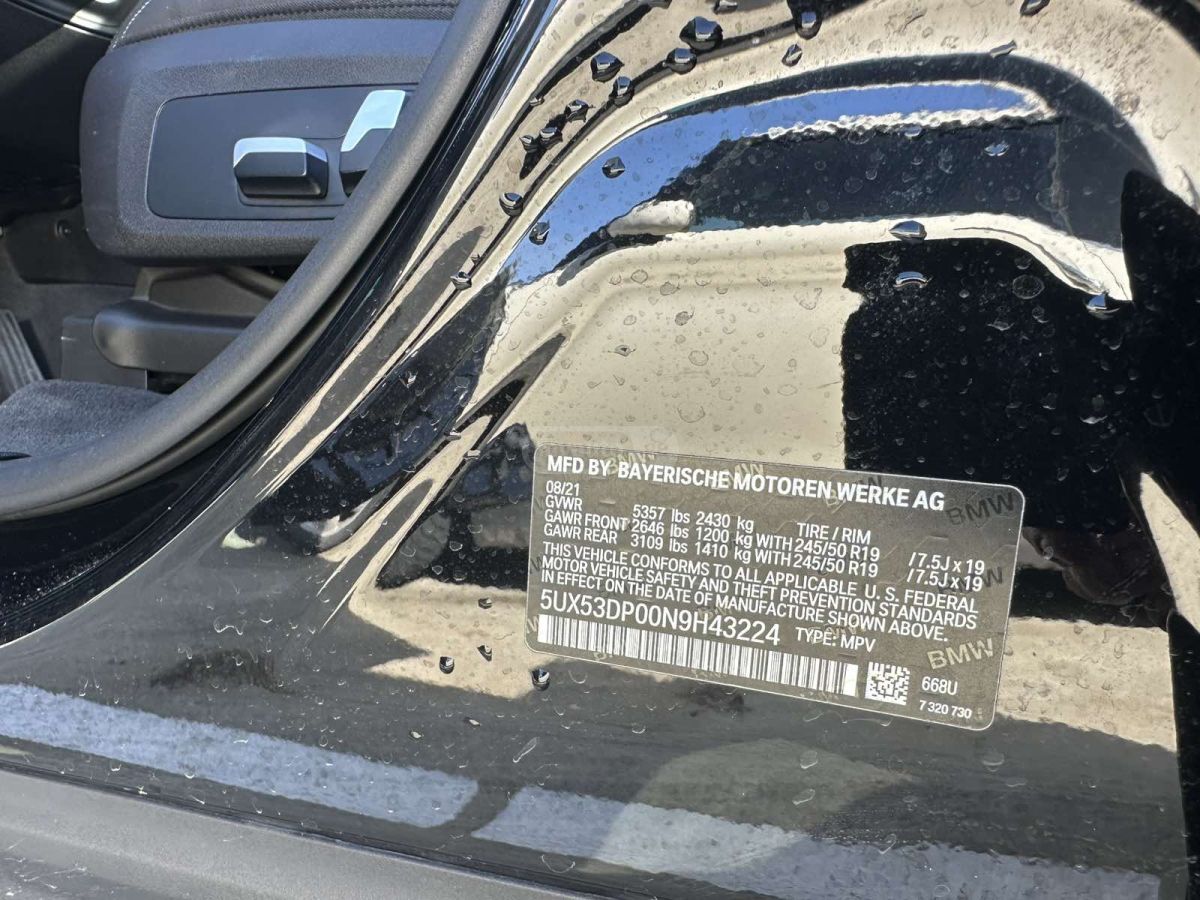 MFD BY BAYERISCHE MOTOREN WERKE AG
08/21
GVWR 5357 lbs 2430 kg TIRE / RIM
GAWR FRONT 2646 lbs 1200 kg WITH 245/50 R19 / 7.5J x 19
GAWR REAR 3109 lbs 1410 kg WITH 245/50 R19 / 7.5J x 19
THIS VEHICLE CONFORMS TO ALL APPLICABLE U. S. FEDERAL
MOTOR VEHICLE SAFETY AND THEFT PREVENTION STANDARDS
IN EFFECT ON THE DATE OF MANUFACTURE SHOWN ABOVE.
5UX53DP00N9H43224 TYPE: MPV
BMW
BMW
668U
7 320 730